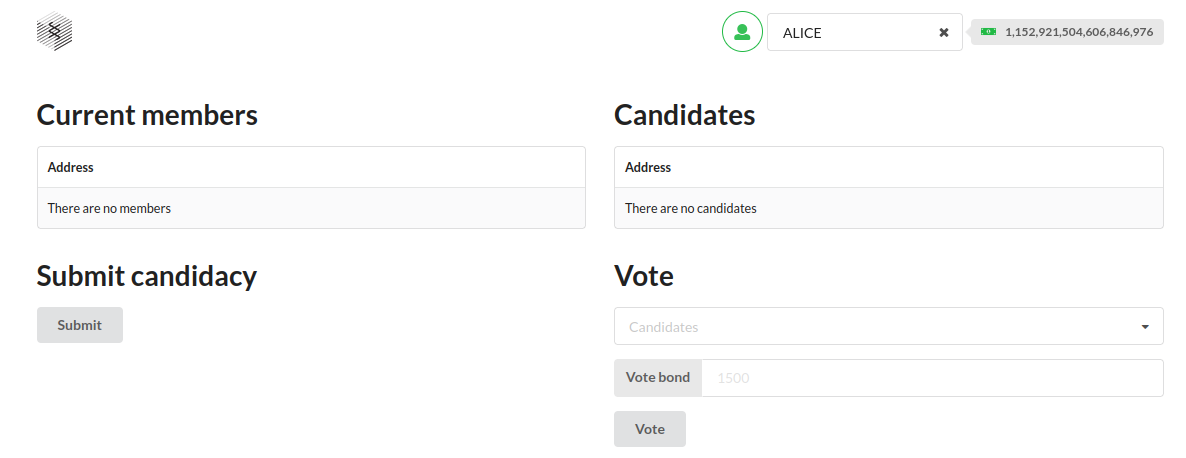 ALICE
1,152,921,504,606,846,976
Current members
Address
There are no members
Candidates
Address
There are no candidates
Submit candidacy
Submit
Vote
Candidates
Vote bond 1500
Vote